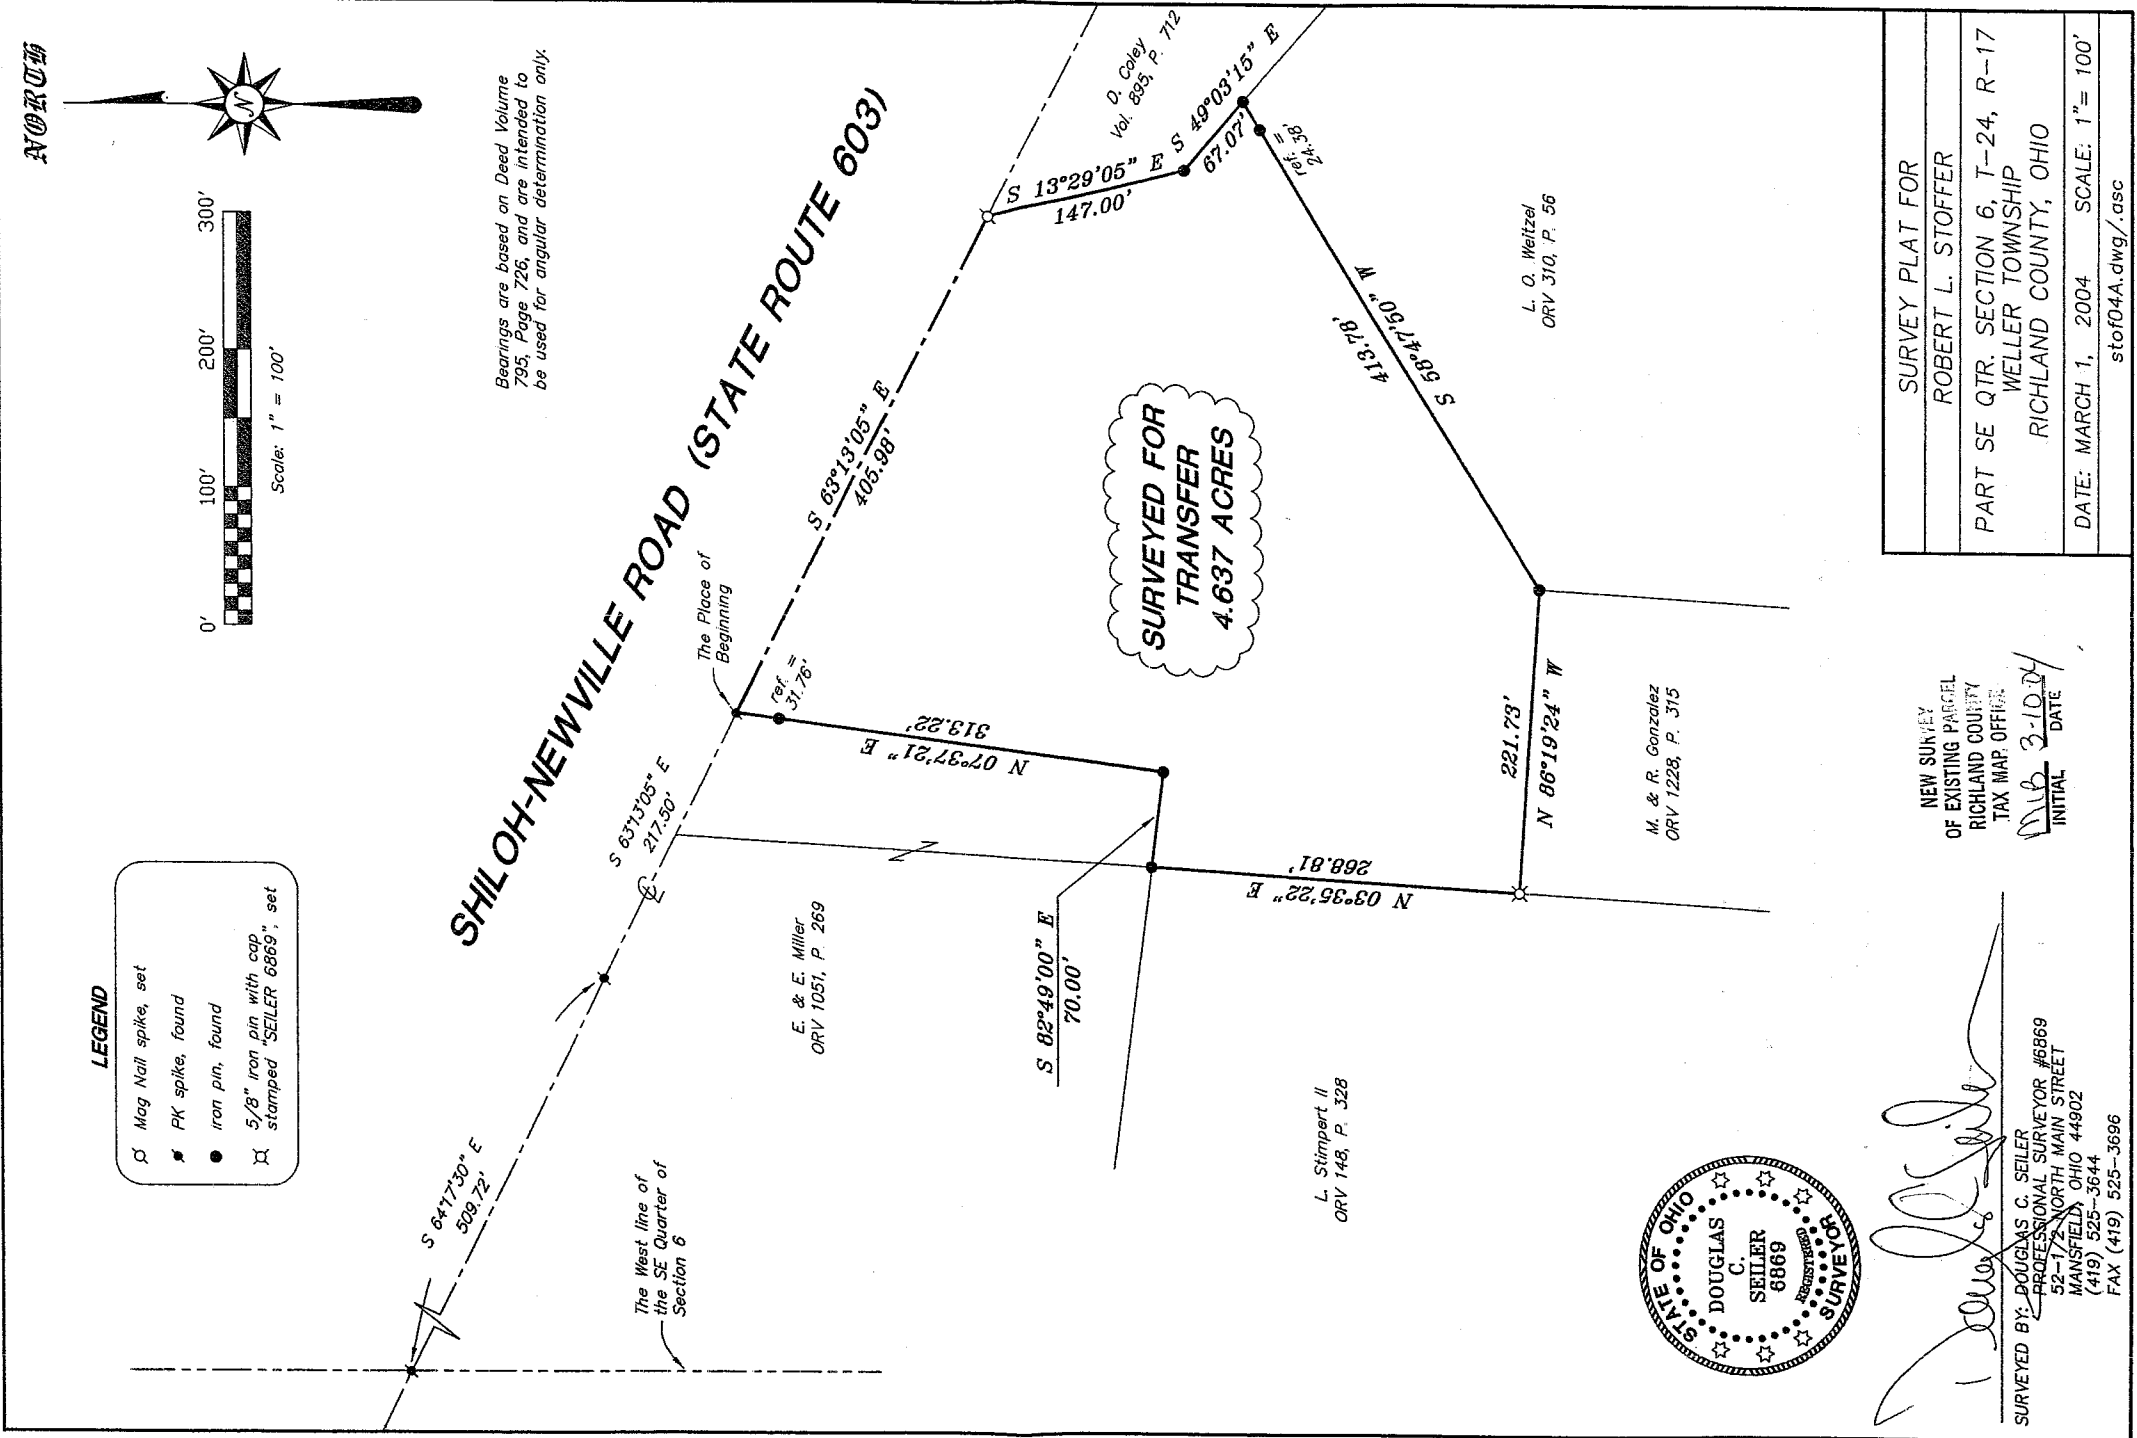 NORTH
N
0' 100' 200' 300'
Scale: 1" = 100'
Bearings are based on Deed Volume
795, Page 726, and are intended to
be used for angular determination only.
LEGEND
Mag Nail spike, set
PK spike, found
iron pin, found
5/8" iron pin with cap
stamped "SEILER 6869", set
SHILOH-NEWVILLE ROAD (STATE ROUTE 603)
S 64°17'30" E
509.72'
The West line of
the SE Quarter of
Section 6
S 63°13'05" E
217.50'
The Place of
Beginning
ref. =
31.76'
S 63°13'05" E
405.98'
S 13°29'05" E
147.00'
D. Coley
Vol. 895, P. 712
S 49°03'15" E
67.07'
ref. =
24.38'
413.78'
S 58°47'50" W
L. O. Weitzel
ORV 310, P. 56
SURVEYED FOR
TRANSFER
4.637 ACRES
N 07°37'21" E
313.22'
E. & E. Miller
ORV 1051, P. 269
S 82°49'00" E
70.00'
N 03°35'22" E
268.81'
221.73'
N 86°19'24" W
M. & R. Gonzalez
ORV 1228, P. 315
L. Stimpert II
ORV 148, P. 328
STATE OF OHIO
DOUGLAS
C.
SEILER
6869
REGISTERED
SURVEYOR
SURVEYED BY: DOUGLAS C. SEILER
PROFESSIONAL SURVEYOR #6869
52-1/2 NORTH MAIN STREET
MANSFIELD, OHIO 44902
(419) 525-3644
FAX (419) 525-3696
NEW SURVEY
OF EXISTING PARCEL
RICHLAND COUNTY
TAX MAP OFFICE
MB 3-10-04
INITIAL DATE
SURVEY PLAT FOR
ROBERT L. STOFFER
PART SE QTR. SECTION 6, T-24, R-17
WELLER TOWNSHIP
RICHLAND COUNTY, OHIO
DATE: MARCH 1, 2004 SCALE: 1"= 100'
stof04A.dwg/.asc